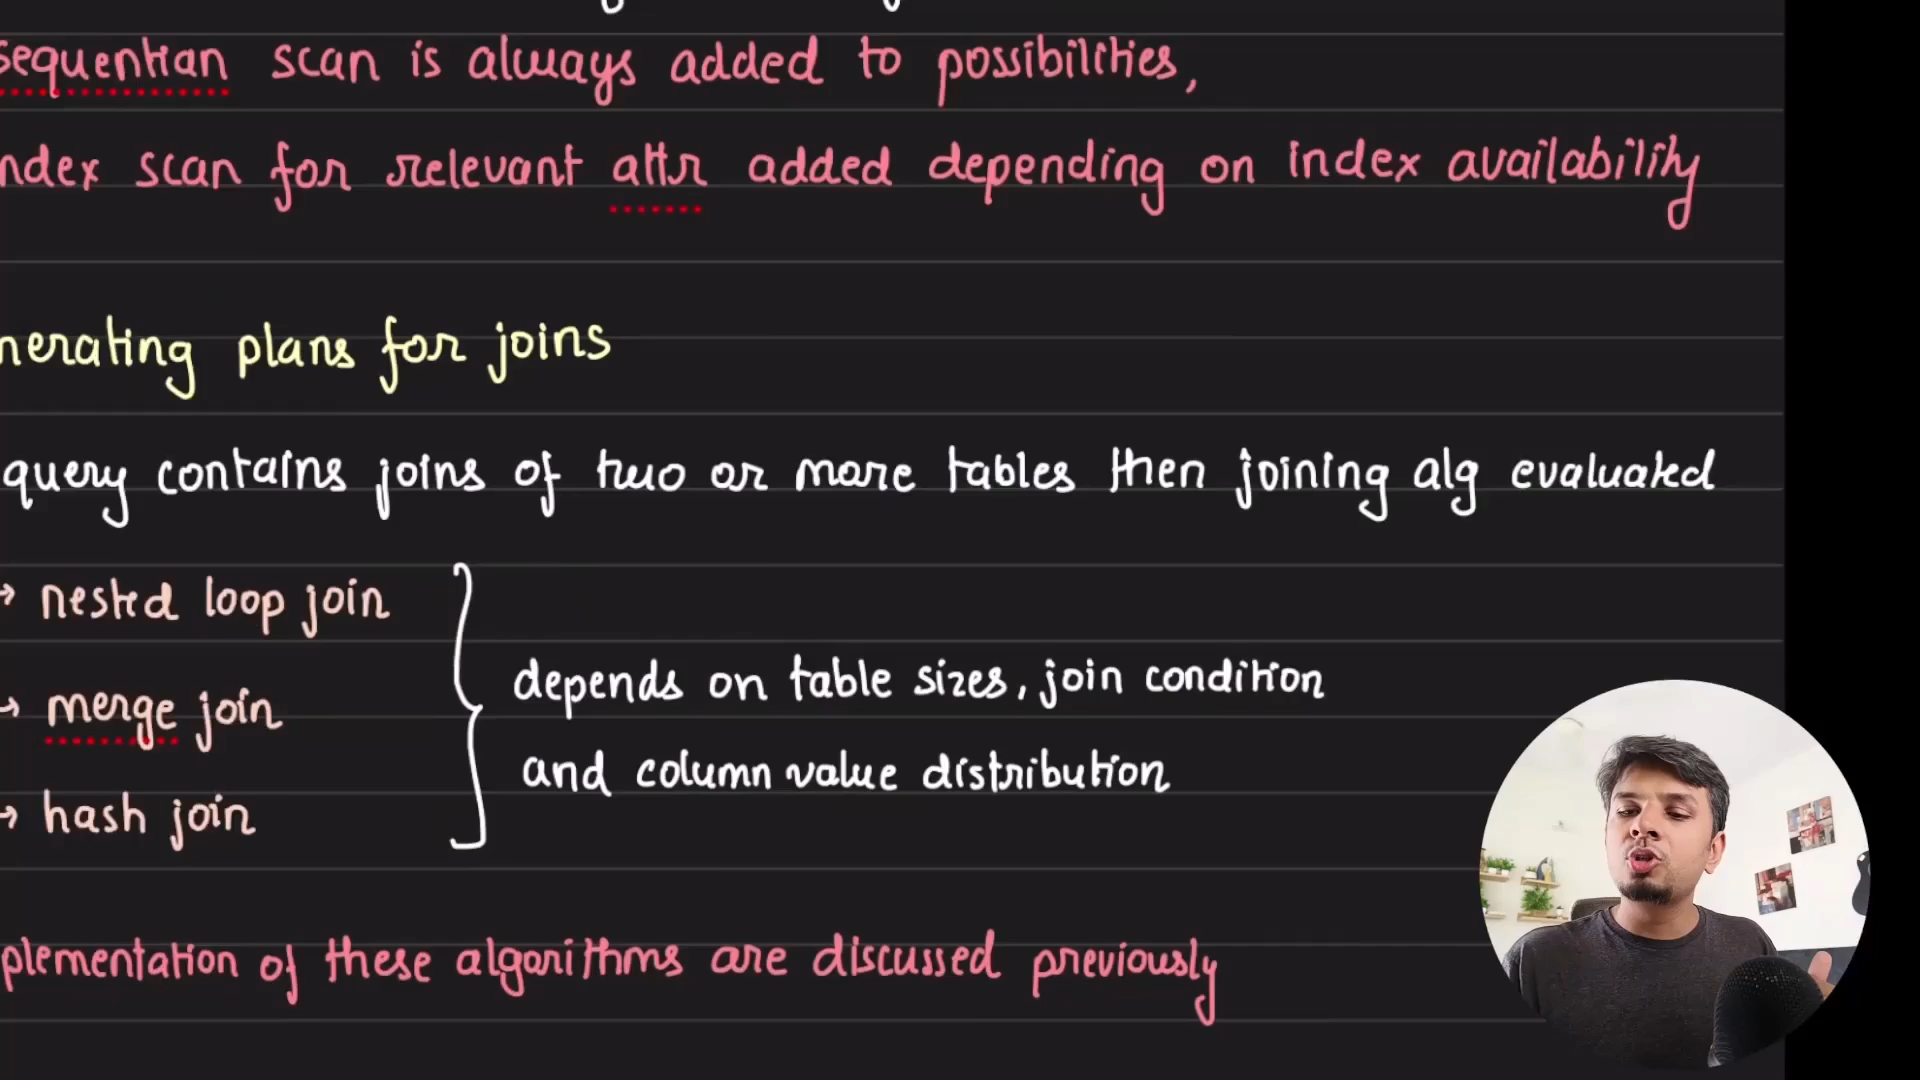 sequentian scan is always added to possibilities,
ndex scan for relevant attr added depending on index availability
nerating plans for joins
query contains joins of two or more tables then joining alg evaluated
→ nested loop join
→ merge join
→ hash join
depends on table sizes, join condition
and column value distribution
plementation of these algorithms are discussed previously